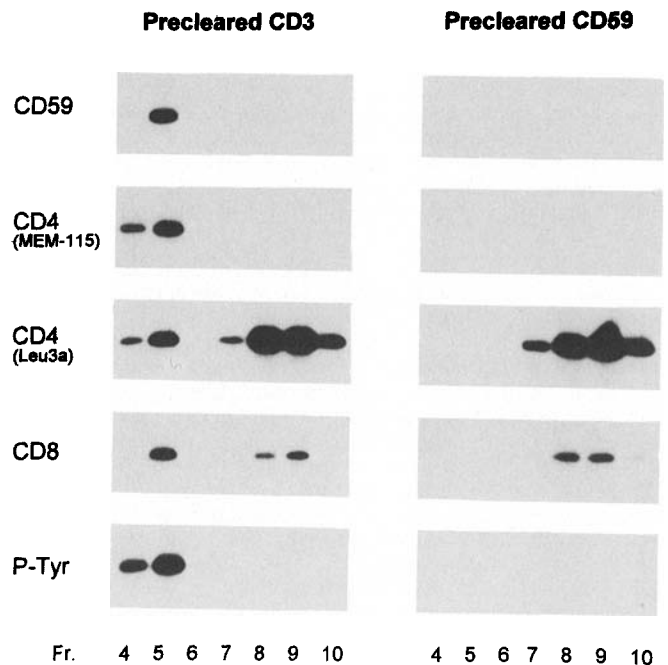 Precleared CD3 Precleared CD59
CD59
CD4
(MEM-115)
CD4
(Leu3a)
CD8
P-Tyr
Fr. 4 5 6 7 8 9 10 4 5 6 7 8 9 10